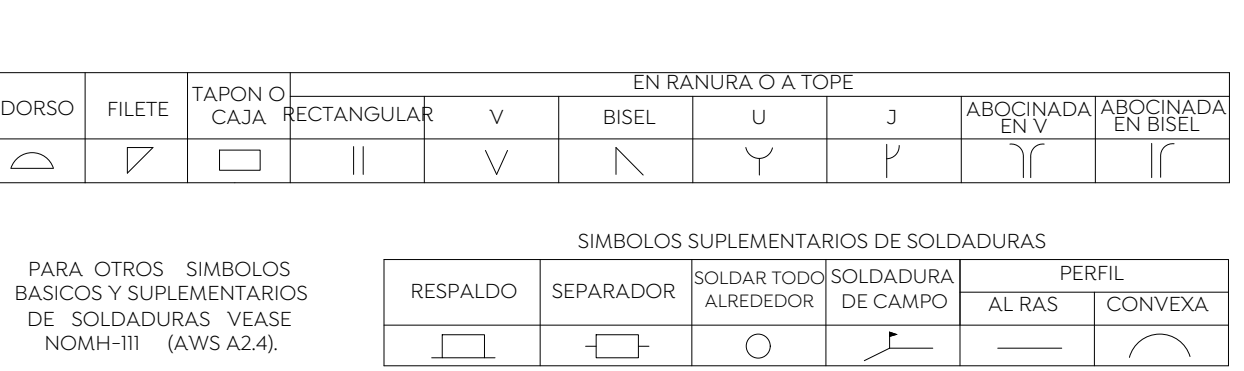 EN RANURA O A TOPE
DORSO FILETE TAPON O CAJA RECTANGULAR V BISEL U J ABOCINADA EN V ABOCINADA EN BISEL
SIMBOLOS SUPLEMENTARIOS DE SOLDADURAS
PARA OTROS SIMBOLOS
BASICOS Y SUPLEMENTARIOS
DE SOLDADURAS VEASE
NOMH-111 (AWS A2.4).
RESPALDO SEPARADOR SOLDAR TODO ALREDEDOR SOLDADURA DE CAMPO PERFIL
AL RAS CONVEXA